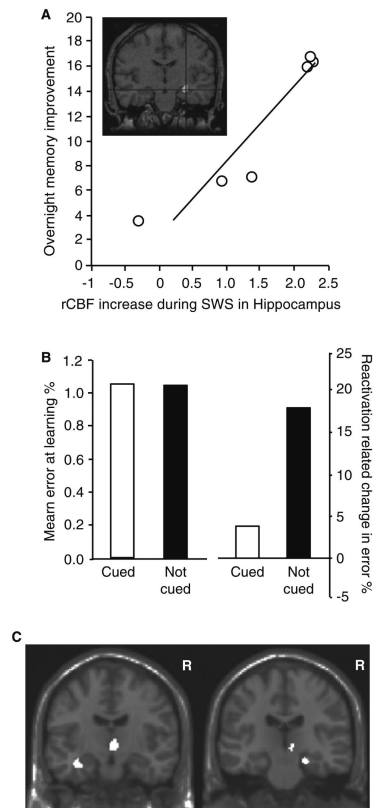 A
Overnight memory improvement
20
18
16
14
12
10
8
6
4
2
0
-1 -0.5 0 0.5 1.0 1.5 2.0 2.5
rCBF increase during SWS in Hippocampus
B
Mearn error at learning %
1.2
1.0
0.8
0.6
0.4
0.2
0.0
Cued Not cued
Cued Not cued
25
20
15
10
5
0
-5
Reactivation related change in error %
C
R
R